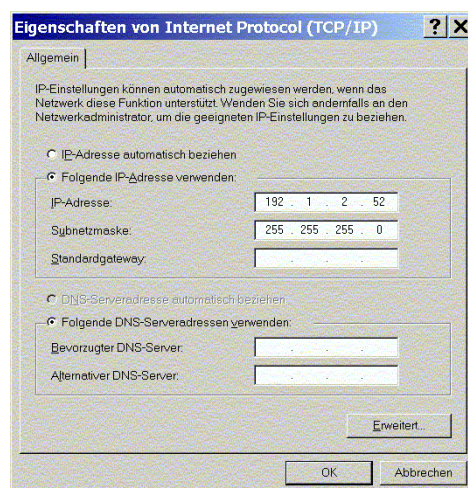 Eigenschaften von Internet Protocol (TCP/IP)
Allgemein
IP-Einstellungen können automatisch zugewiesen werden, wenn das
Netzwerk diese Funktion unterstützt. Wenden Sie sich andernfalls an den
Netzwerkadministrator, um die geeigneten IP-Einstellungen zu beziehen.
IP-Adresse automatisch beziehen
Folgende IP-Adresse verwenden:
IP-Adresse: 192 . 1 . 2 . 52
Subnetzmaske: 255 . 255 . 255 . 0
Standardgateway: . . .
DNS-Serveradresse automatisch beziehen
Folgende DNS-Serveradressen verwenden:
Bevorzugter DNS-Server: . . .
Alternativer DNS-Server: . . .
Erweitert...
OK Abbrechen